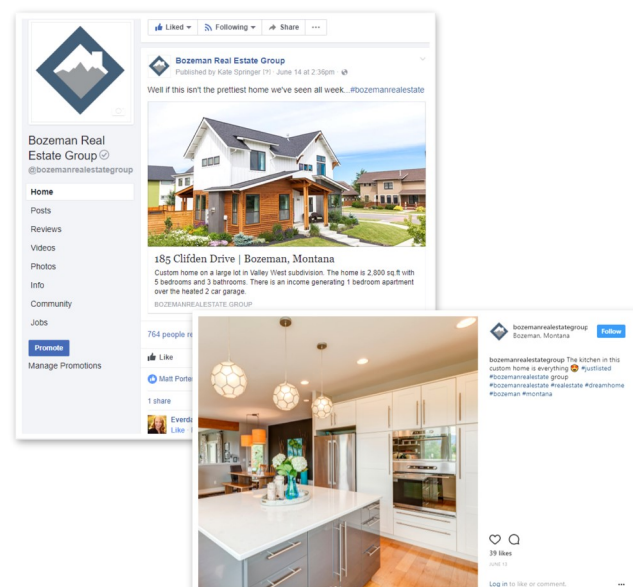 Liked
Following
Share
Bozeman Real Estate Group
Published by Kate Springer [?] · June 14 at 2:36pm ·
Well if this isn't the prettiest home we've seen all week...#bozemanrealestate
Bozeman Real
Estate Group
@bozemanrealestategroup
Home
Posts
Reviews
Videos
Photos
Info
Community
Jobs
Promote
Manage Promotions
185 Clifden Drive | Bozeman, Montana
Custom home on a large lot in Valley West subdivision. The home is 2,800 sq.ft with
5 bedrooms and 3 bathrooms. There is an income generating 1 bedroom apartment
over the heated 2 car garage.
BOZEMANREALESTATE.GROUP
764 people re
Like
Matt Porte
1 share
Everda
Like ·
bozemanrealestategroup
Bozeman, Montana
Follow
bozemanrealestategroup The kitchen in this
custom home is everything 😍 #justlisted
#bozemanrealestate group
#bozemanrealestate #realestate #dreamhome
#bozeman #montana
39 likes
JUNE 13
Log in to like or comment.